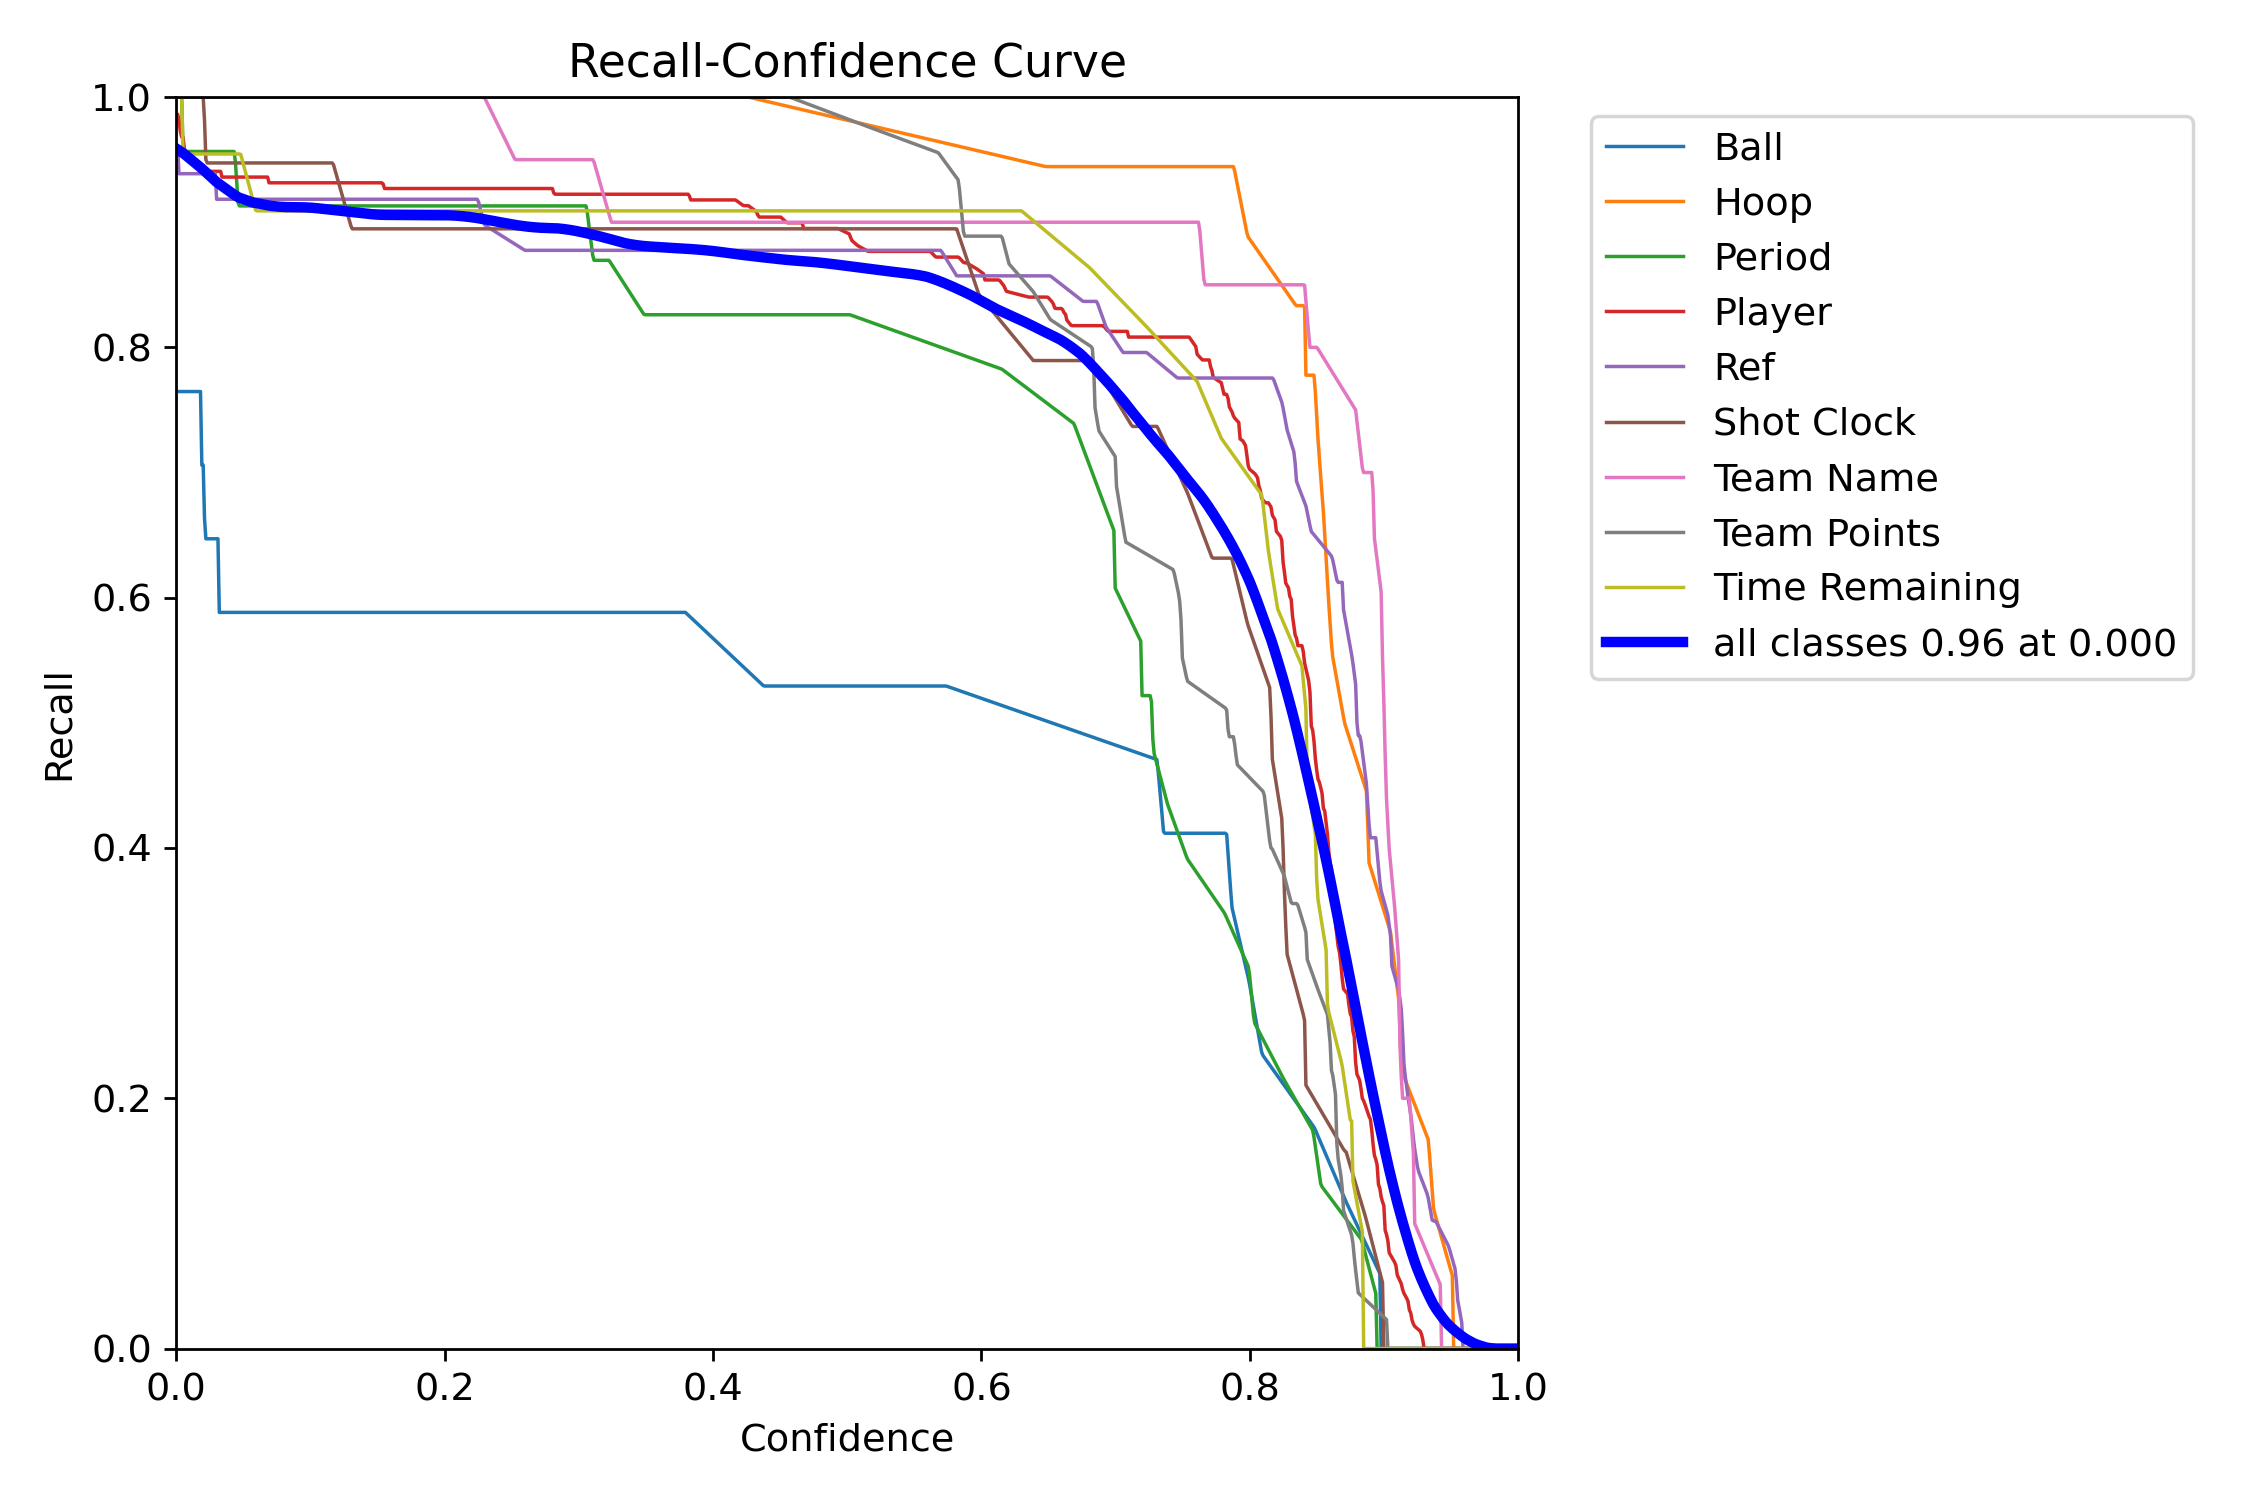 Recall-Confidence Curve
1.0
0.8
0.6
0.4
0.2
0.0
Recall
0.0 0.2 0.4 0.6 0.8 1.0
Confidence
Ball
Hoop
Period
Player
Ref
Shot Clock
Team Name
Team Points
Time Remaining
all classes 0.96 at 0.000